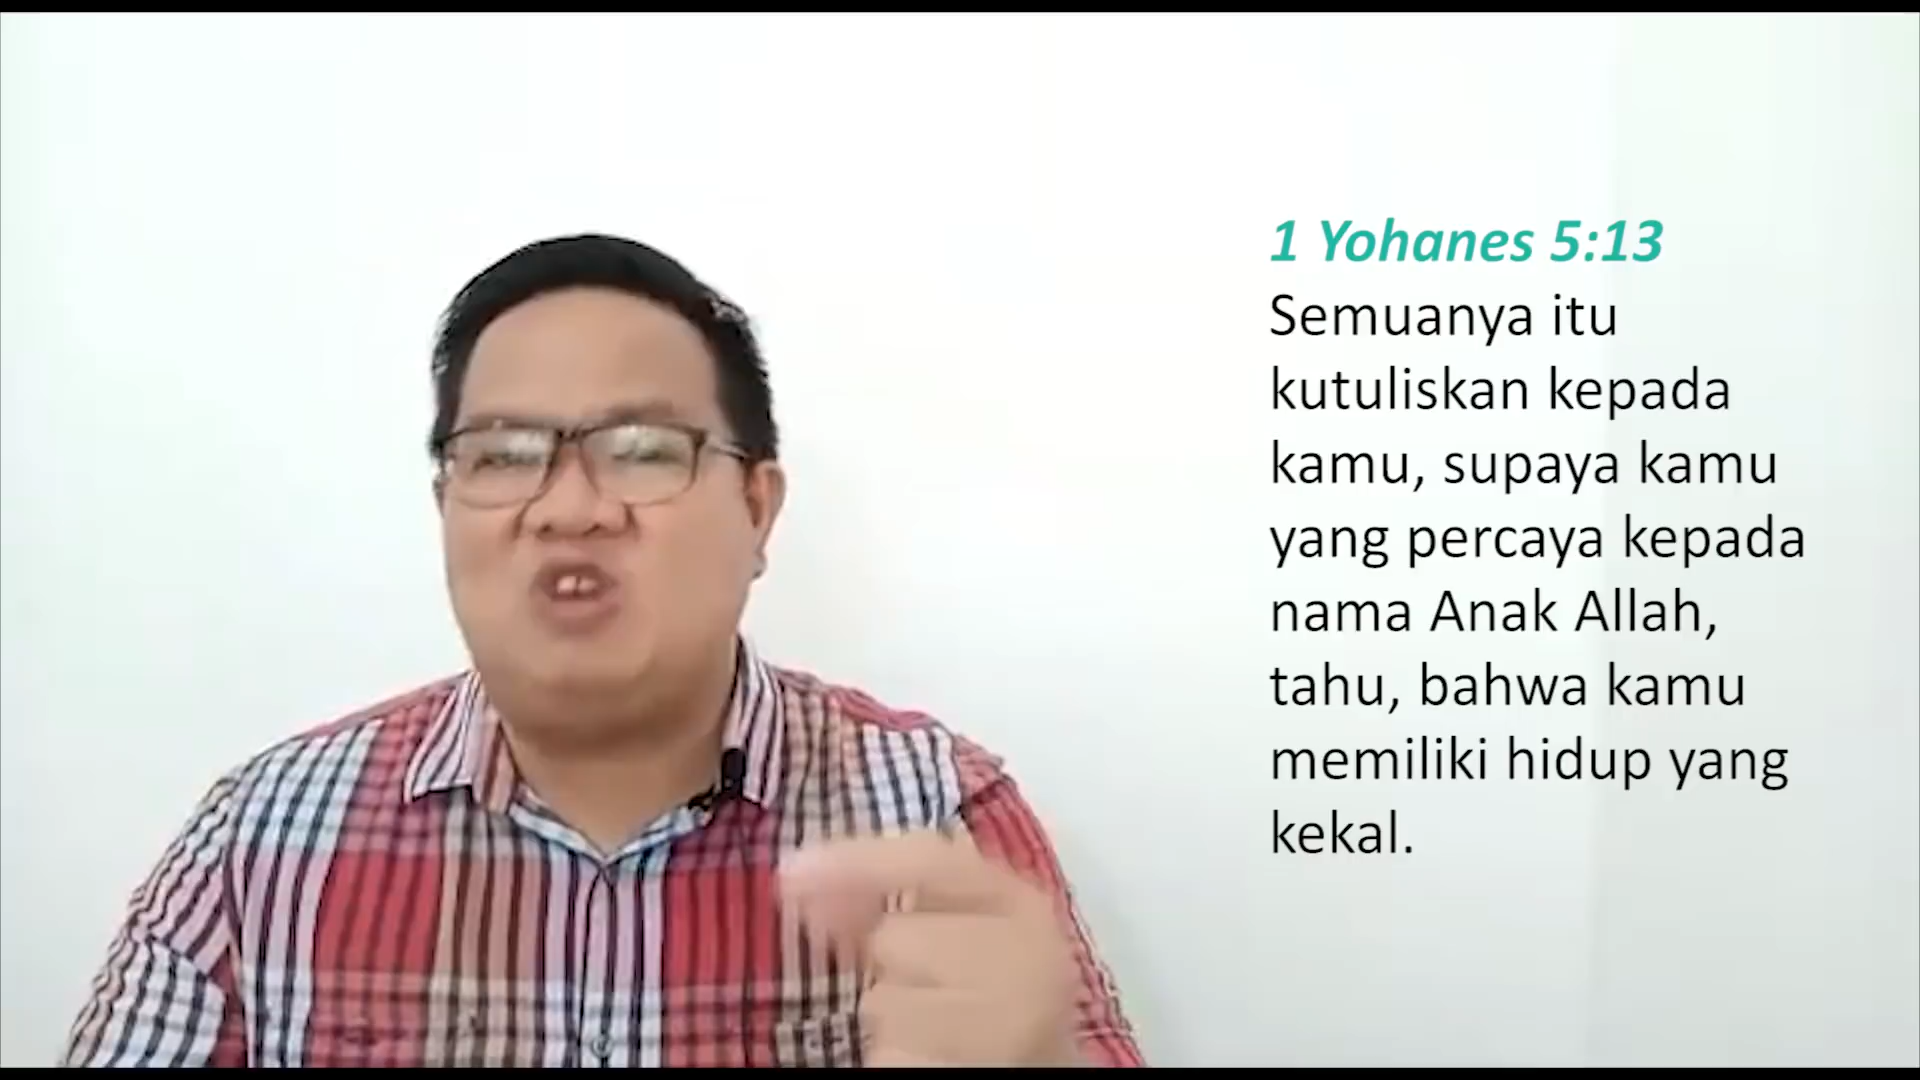 1 Yohanes 5:13
Semuanya itu
kutuliskan kepada
kamu, supaya kamu
yang percaya kepada
nama Anak Allah,
tahu, bahwa kamu
memiliki hidup yang
kekal.